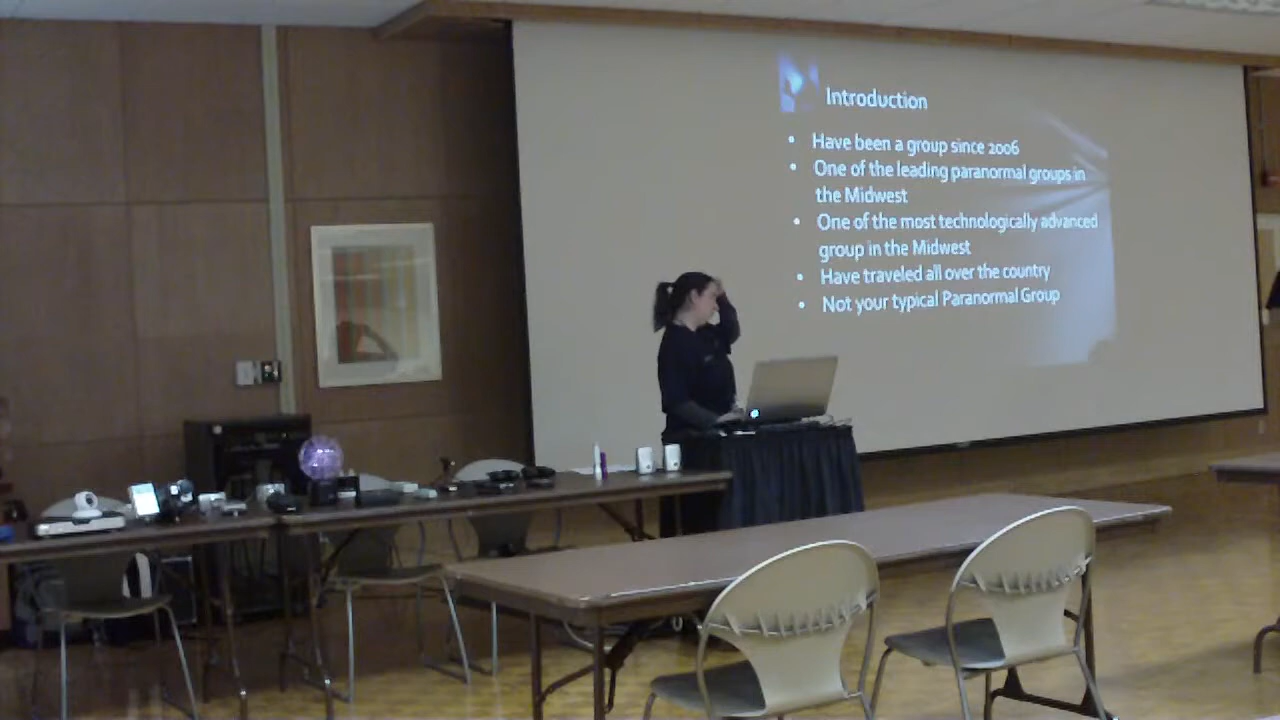 Introduction
• Have been a group since 2006
• One of the leading paranormal groups in
the Midwest
• One of the most technologically advanced
group in the Midwest
• Have traveled all over the country
• Not your typical Paranormal Group